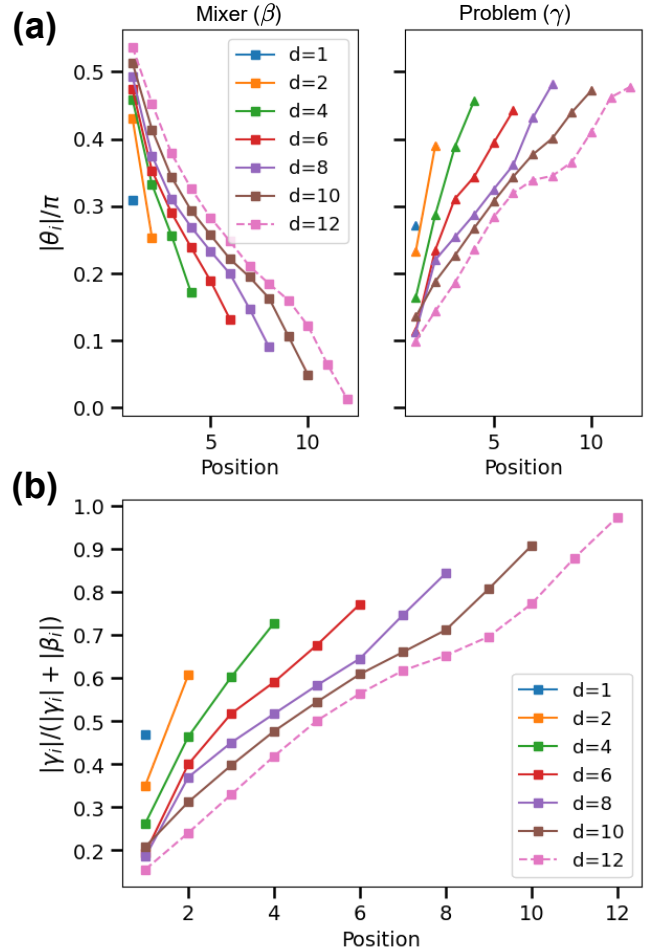 (a)
Mixer (β)
Problem (γ)
|θᵢ|/π
0.5
0.4
0.3
0.2
0.1
0.0
d=1
d=2
d=4
d=6
d=8
d=10
d=12
5 10
Position
5 10
Position
(b)
|γᵢ|/(|γᵢ| + |βᵢ|)
1.0
0.9
0.8
0.7
0.6
0.5
0.4
0.3
0.2
d=1
d=2
d=4
d=6
d=8
d=10
d=12
2 4 6 8 10 12
Position